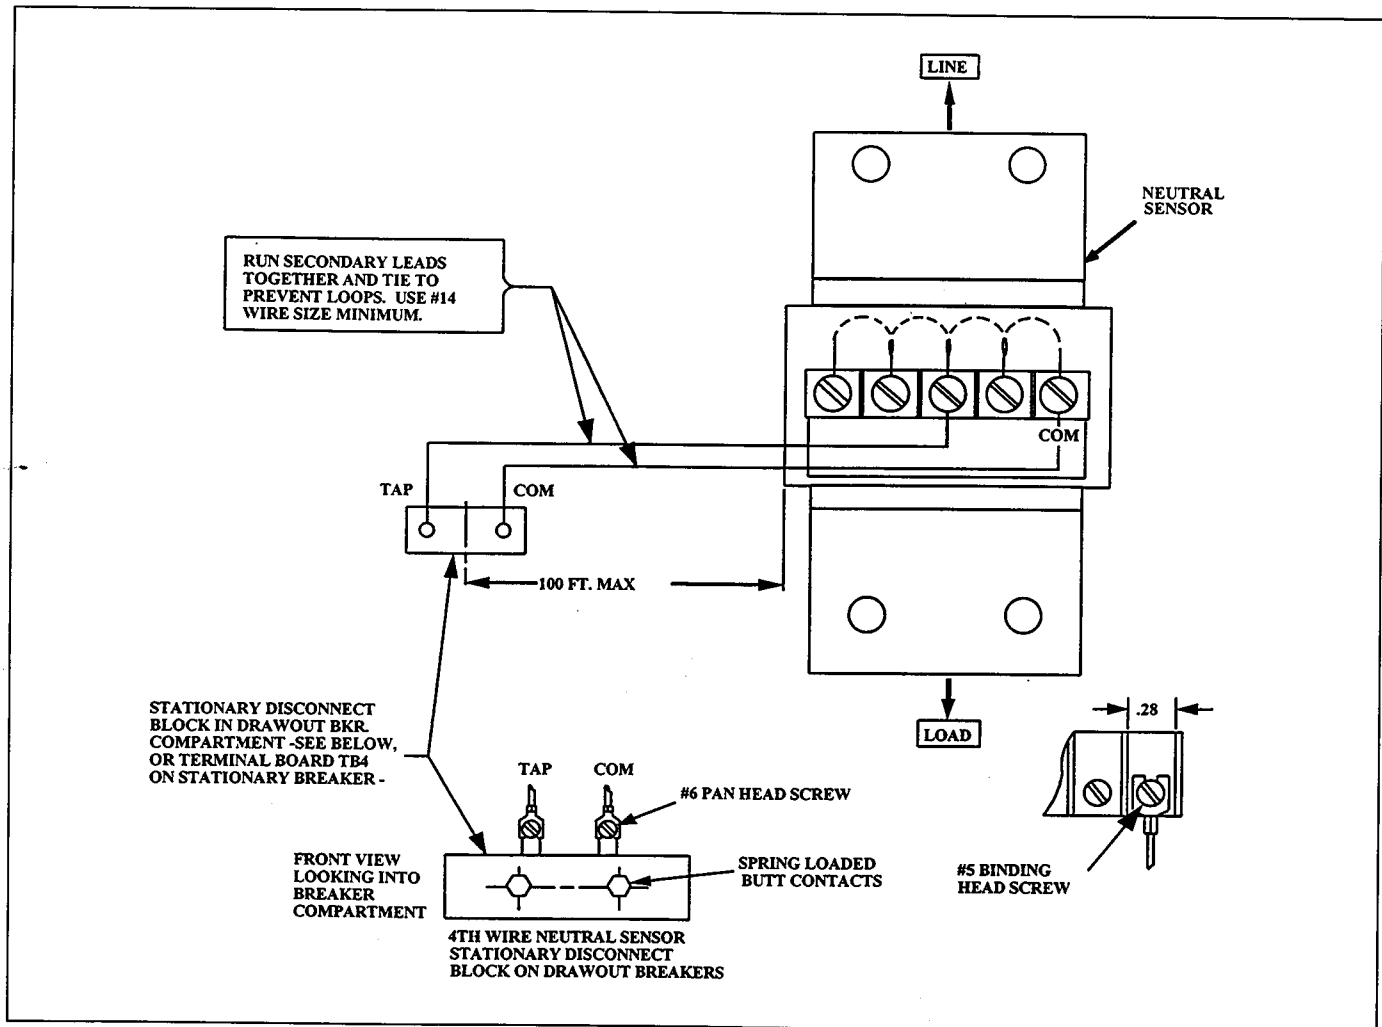 LINE
NEUTRAL
SENSOR
RUN SECONDARY LEADS
TOGETHER AND TIE TO
PREVENT LOOPS. USE #14
WIRE SIZE MINIMUM.
COM
TAP
COM
100 FT. MAX
STATIONARY DISCONNECT
BLOCK IN DRAWOUT BKR.
COMPARTMENT -SEE BELOW,
OR TERMINAL BOARD TB4
ON STATIONARY BREAKER -
LOAD
.28
TAP
COM
#6 PAN HEAD SCREW
FRONT VIEW
LOOKING INTO
BREAKER
COMPARTMENT
SPRING LOADED
BUTT CONTACTS
#5 BINDING
HEAD SCREW
4TH WIRE NEUTRAL SENSOR
STATIONARY DISCONNECT
BLOCK ON DRAWOUT BREAKERS